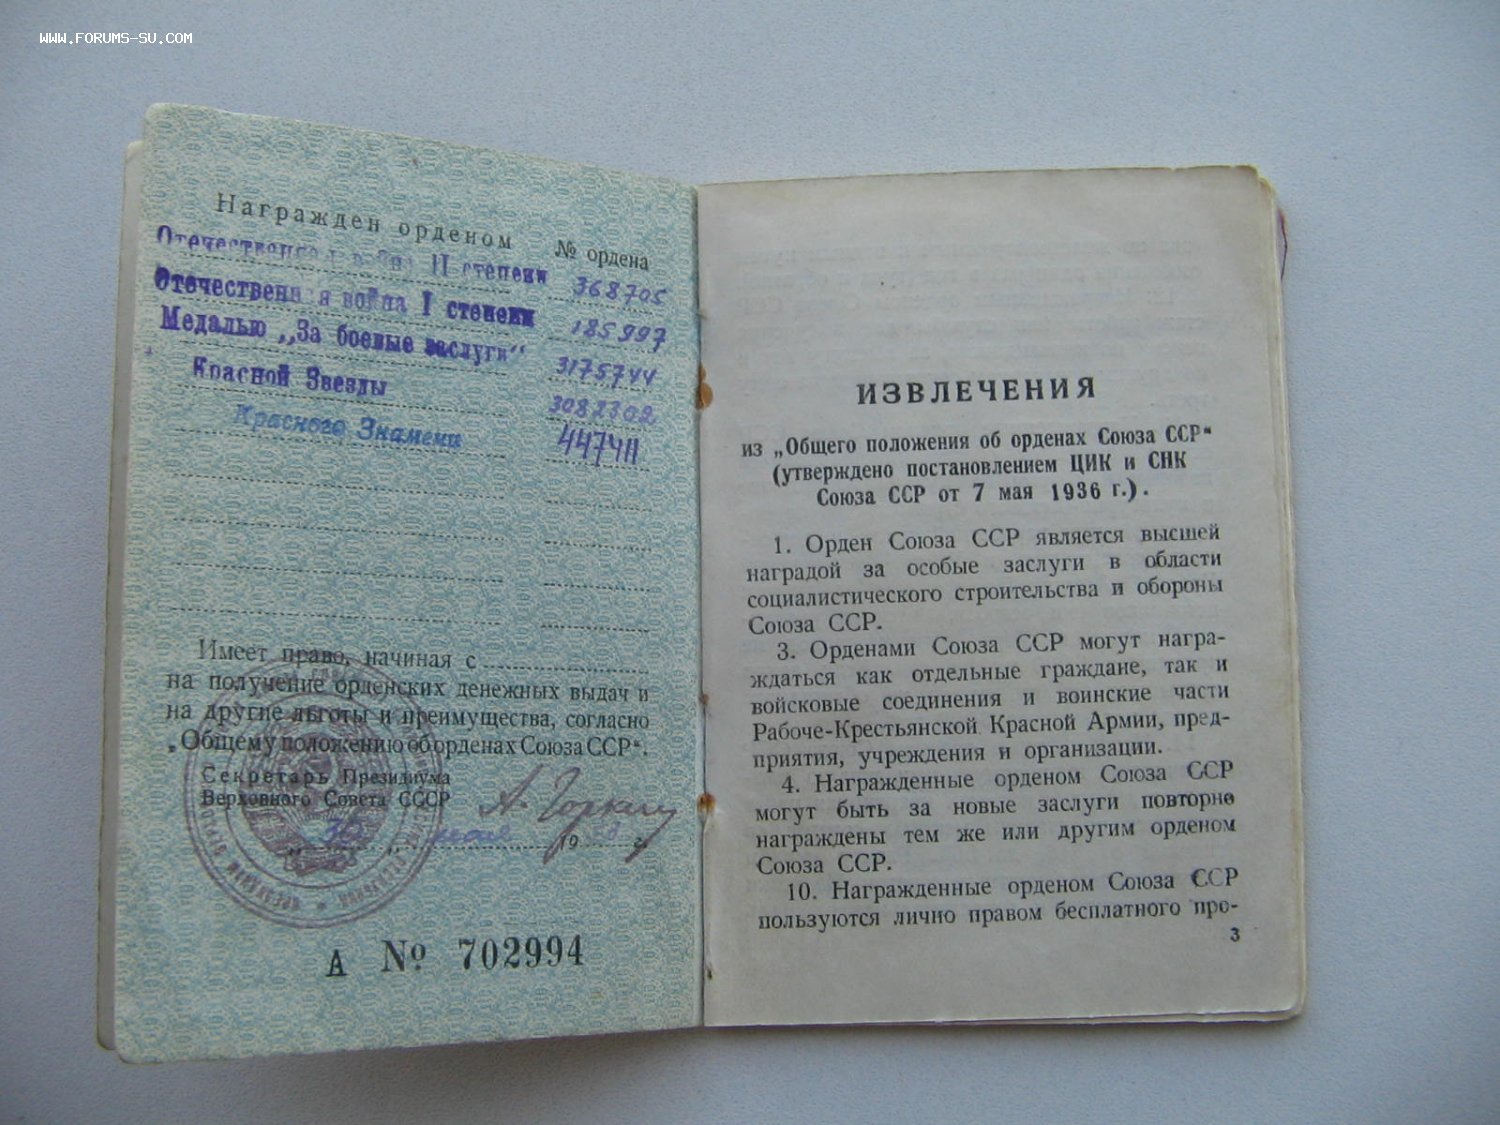 WWW.FORUMS-SU.COM
Награжден орденом № ордена
Отечественная война II степени 368705
Отечественная война I степени 185997
Медалью „За боевые заслуги“ 3175744
Красной Звезды 3082702
Красного Знамени 447411
Имеет право, начиная с
на получение орденских денежных выдач и
на другие льготы и преимущества, согласно
„Общему положению об орденах Союза ССР“.
Секретарь Президиума
Верховного Совета СССР
А. Горкин
30 мая 19
А № 702994
ИЗВЛЕЧЕНИЯ
из „Общего положения об орденах Союза ССР“
(утверждено постановлением ЦИК и СНК
Союза ССР от 7 мая 1936 г.).
1. Орден Союза ССР является высшей
наградой за особые заслуги в области
социалистического строительства и обороны
Союза ССР.
3. Орденами Союза ССР могут награ-
ждаться как отдельные граждане, так и
войсковые соединения и воинские части
Рабоче-Крестьянской Красной Армии, пред-
приятия, учреждения и организации.
4. Награжденные орденом Союза ССР
могут быть за новые заслуги повторно
награждены тем же или другим орденом
Союза ССР.
10. Награжденные орденом Союза ССР
пользуются лично правом бесплатного про-
3